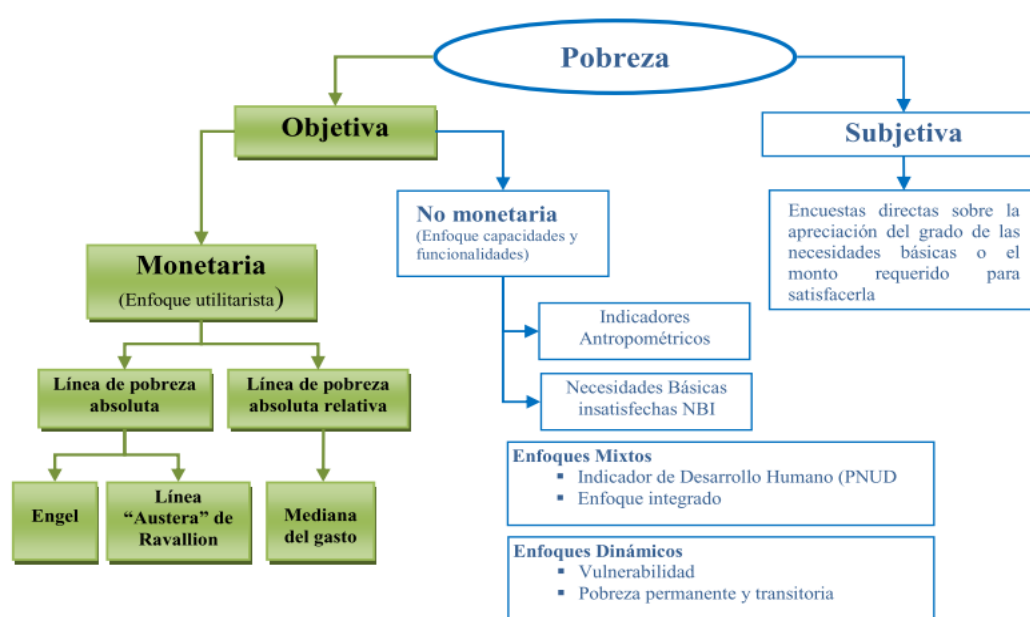 Pobreza
Objetiva
Subjetiva
No monetaria
(Enfoque capacidades y
funcionalidades)
Encuestas directas sobre la
apreciación del grado de las
necesidades básicas o el
monto requerido para
satisfacerla
Monetaria
(Enfoque utilitarista)
Indicadores
Antropométricos
Línea de pobreza
absoluta
Línea de pobreza
absoluta relativa
Necesidades Básicas
insatisfechas NBI
Engel
Línea
“Austera” de
Ravallion
Mediana
del gasto
Enfoques Mixtos
▪ Indicador de Desarrollo Humano (PNUD
▪ Enfoque integrado
Enfoques Dinámicos
▪ Vulnerabilidad
▪ Pobreza permanente y transitoria